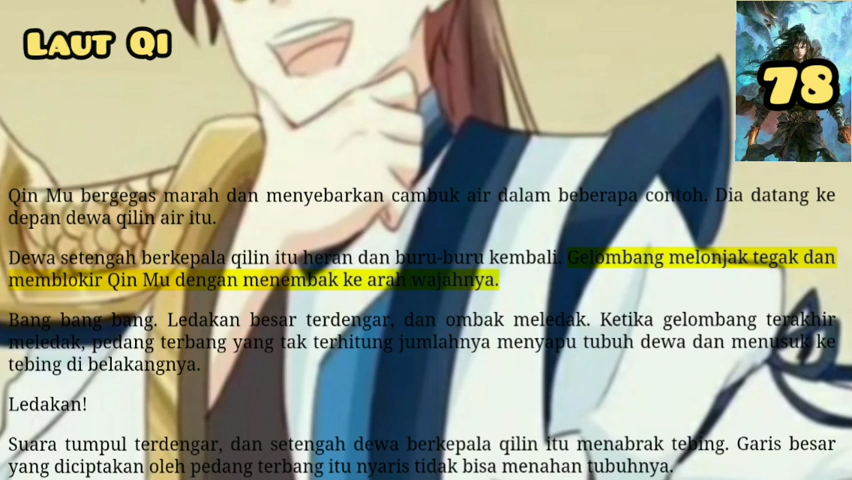 Laut Qi
78
Qin Mu bergegas marah dan menyebarkan cambuk air dalam beberapa contoh. Dia datang ke
depan dewa qilin air itu.
Dewa setengah berkepala qilin itu heran dan buru-buru kembali. Gelombang melonjak tegak dan
memblokir Qin Mu dengan menembak ke arah wajahnya.
Bang bang bang. Ledakan besar terdengar, dan ombak meledak. Ketika gelombang terakhir
meledak, pedang terbang yang tak terhitung jumlahnya menyapu tubuh dewa dan menusuk ke
tebing di belakangnya.
Ledakan!
Suara tumpul terdengar, dan setengah dewa berkepala qilin itu menabrak tebing. Garis besar
yang diciptakan oleh pedang terbang itu nyaris tidak bisa menahan tubuhnya.